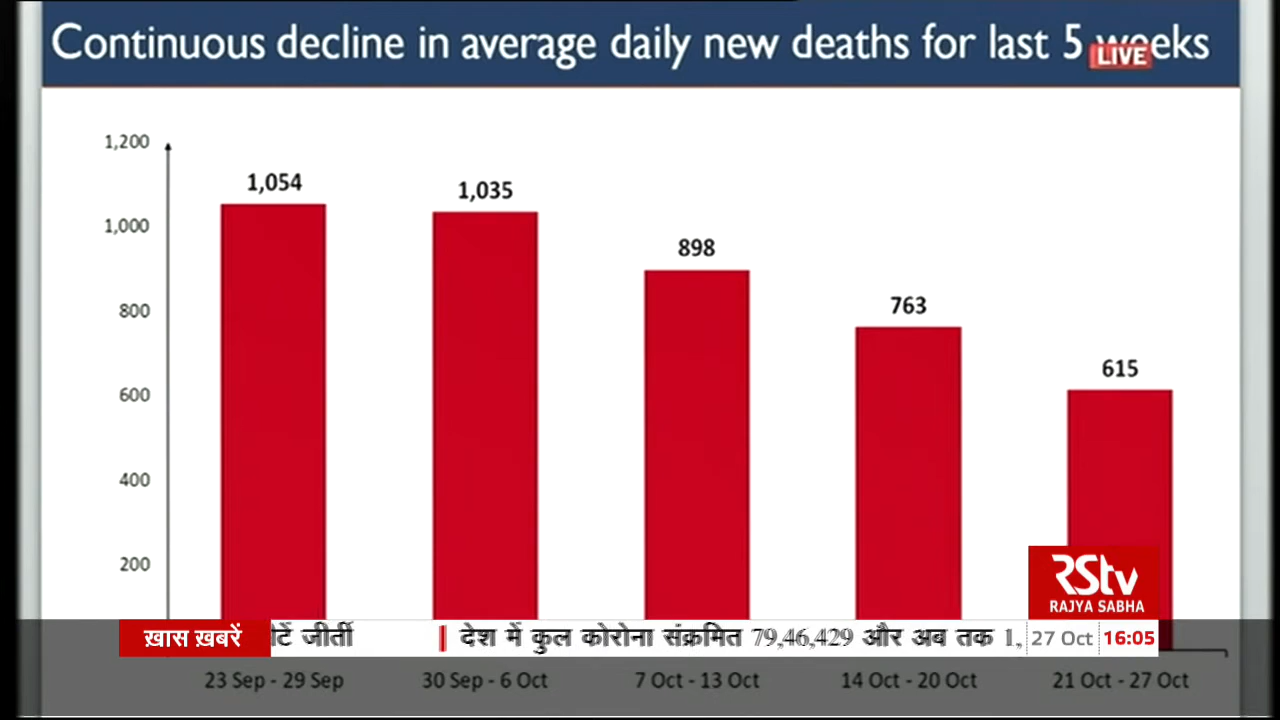 Continuous decline in average daily new deaths for last 5 weeks
LIVE
1,200
1,000
800
600
400
200
1,054
1,035
898
763
615
RStv
RAJYA SABHA
ख़ास ख़बरें
जीतीं
देश में कुल कोरोना संक्रमित 79,46,429 और अब तक 1,
27 Oct 16:05
23 Sep - 29 Sep 30 Sep - 6 Oct 7 Oct - 13 Oct 14 Oct - 20 Oct 21 Oct - 27 Oct